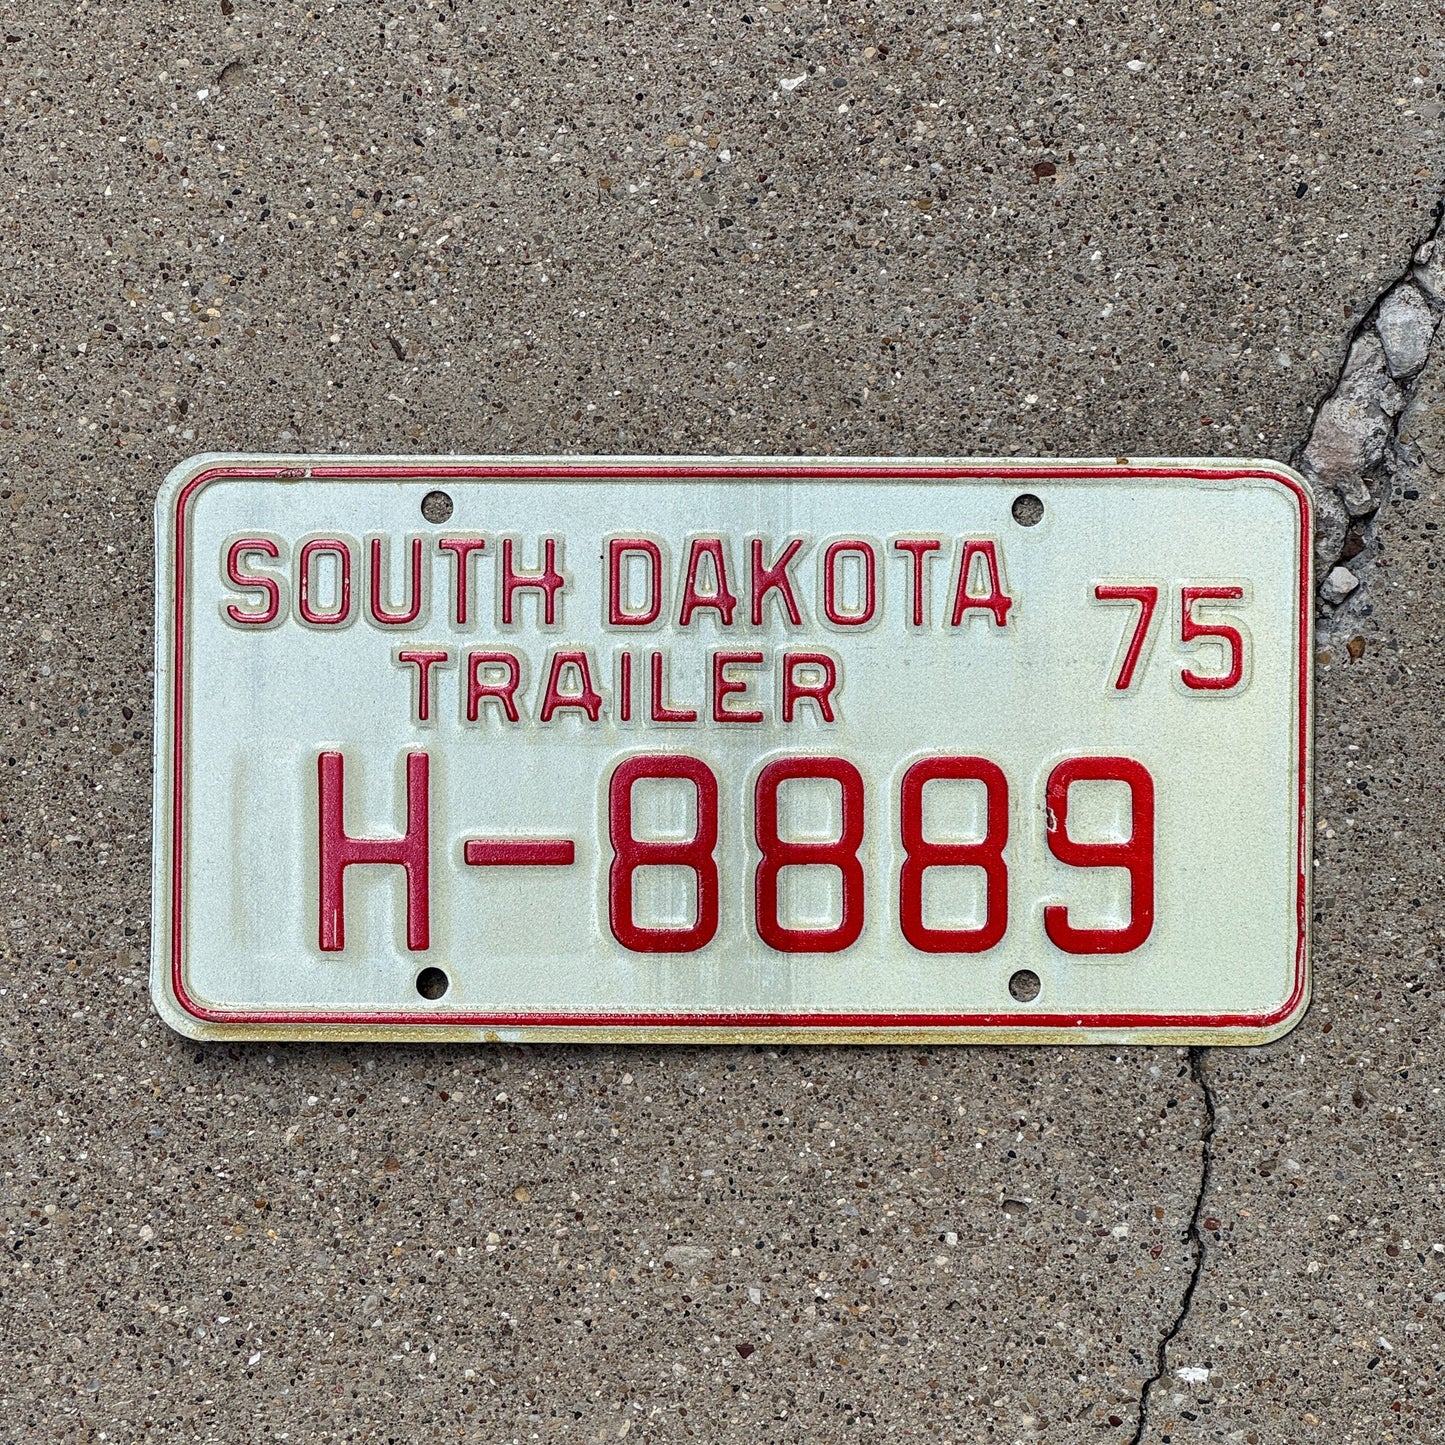 SOUTH DAKOTA 75
TRAILER
H-8889